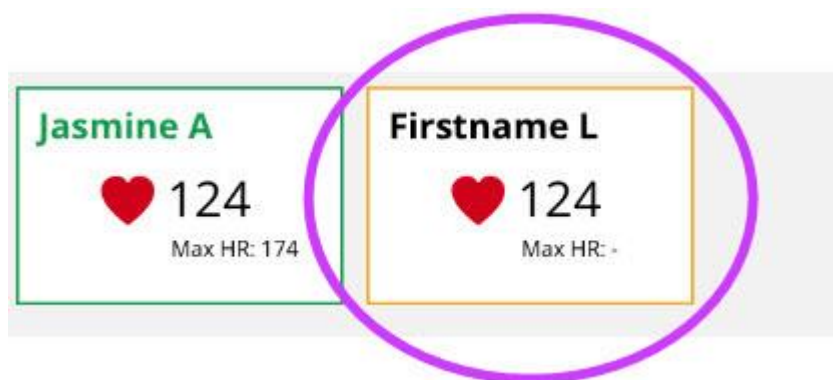 Jasmine A
124
Max HR: 174
Firstname L
124
Max HR: -